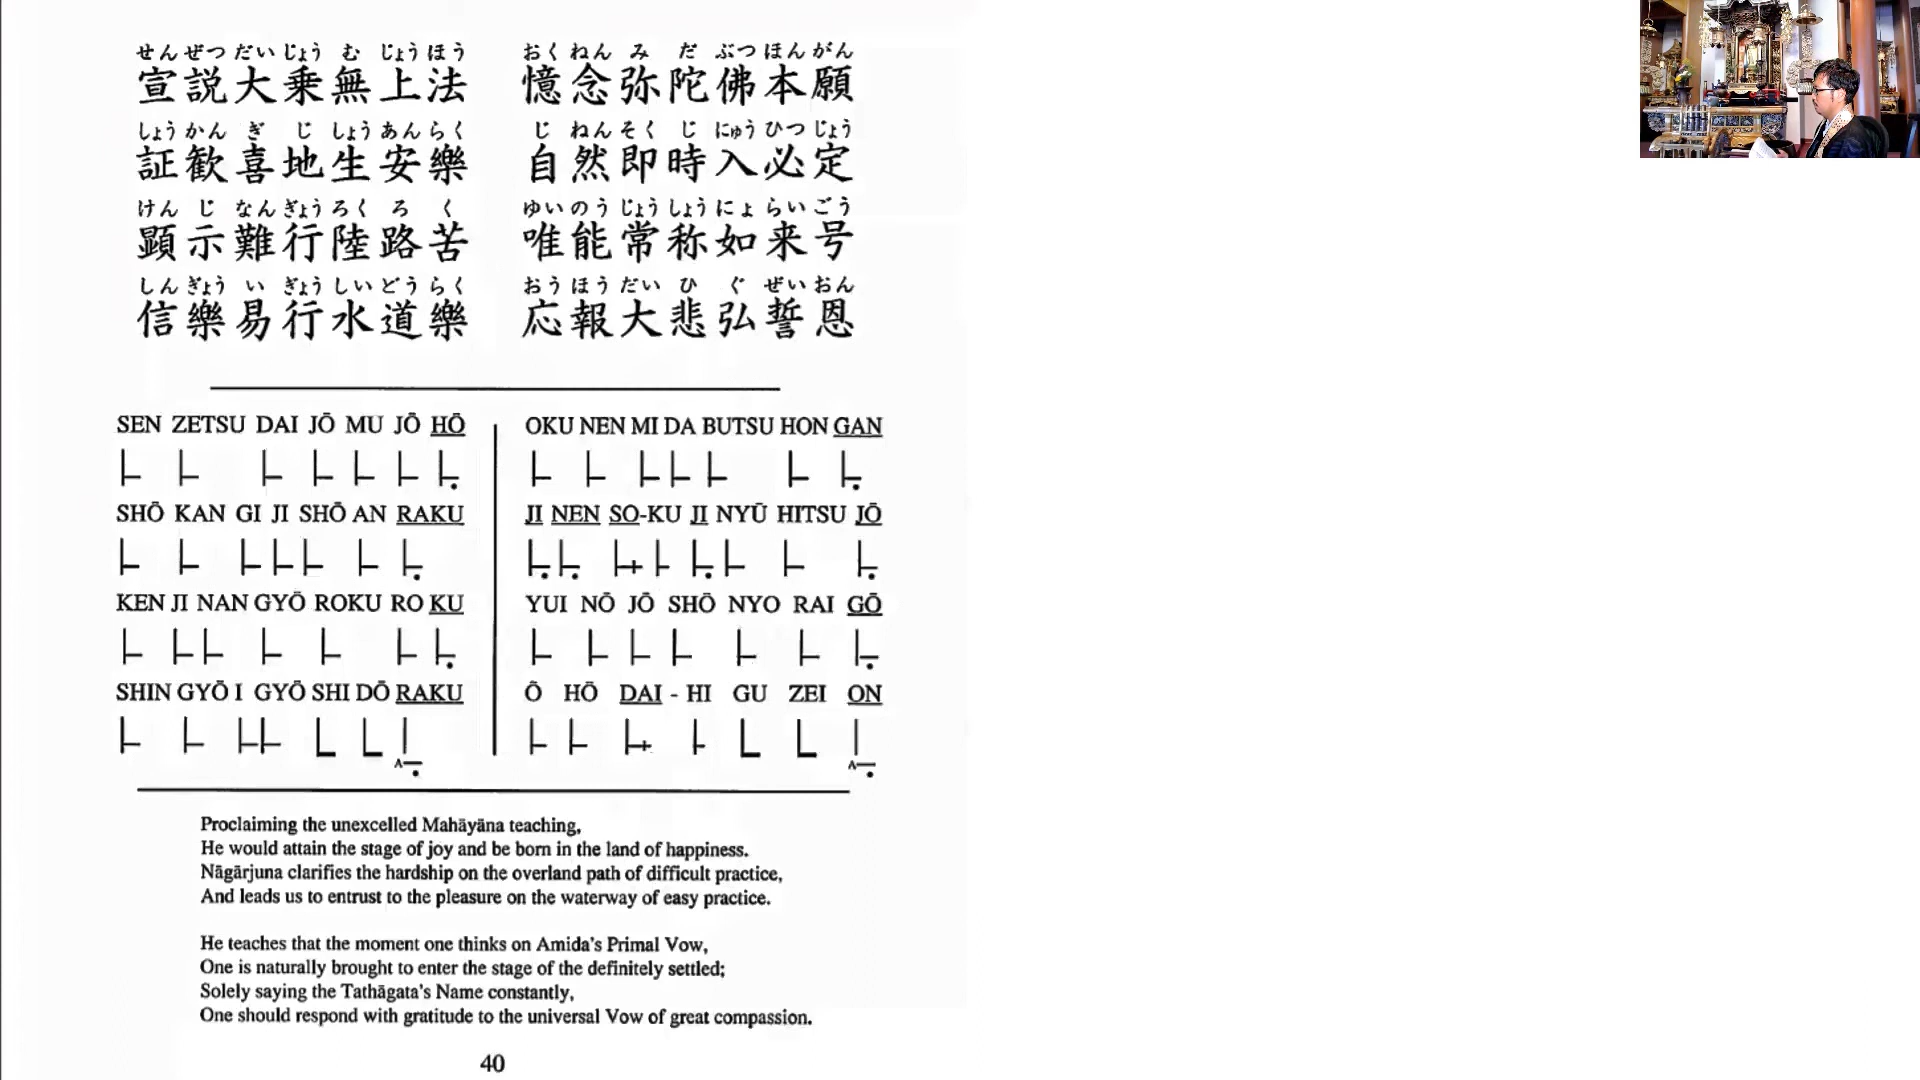 せんぜつだいじょうむじょうほう
宣説大乗無上法
しょうかんぎじしょうあんらく
証歓喜地生安樂
けんじなんぎょうろくろく
顕示難行陸路苦
しんぎょういぎょうしいどうらく
信樂易行水道樂
おくねんみだぶつほんがん
憶念弥陀佛本願
じねんそくじにゅうひつじょう
自然即時入必定
ゆいのうじょうしょうにょらいごう
唯能常称如来号
おうほうだいひぐぜいおん
応報大悲弘誓恩
SEN ZETSU DAI JŌ MU JŌ HŌ
SHŌ KAN GI JI SHŌ AN RAKU
KEN JI NAN GYŌ ROKU RO KU
SHIN GYŌ I GYŌ SHI DŌ RAKU
OKU NEN MI DA BUTSU HON GAN
JI NEN SO-KU JI NYŪ HITSU JŌ
YUI NŌ JŌ SHŌ NYO RAI GŌ
Ō HŌ DAI - HI GU ZEI ON
Proclaiming the unexcelled Mahāyāna teaching,
He would attain the stage of joy and be born in the land of happiness.
Nāgārjuna clarifies the hardship on the overland path of difficult practice,
And leads us to entrust to the pleasure on the waterway of easy practice.
He teaches that the moment one thinks on Amida's Primal Vow,
One is naturally brought to enter the stage of the definitely settled;
Solely saying the Tathāgata's Name constantly,
One should respond with gratitude to the universal Vow of great compassion.
40